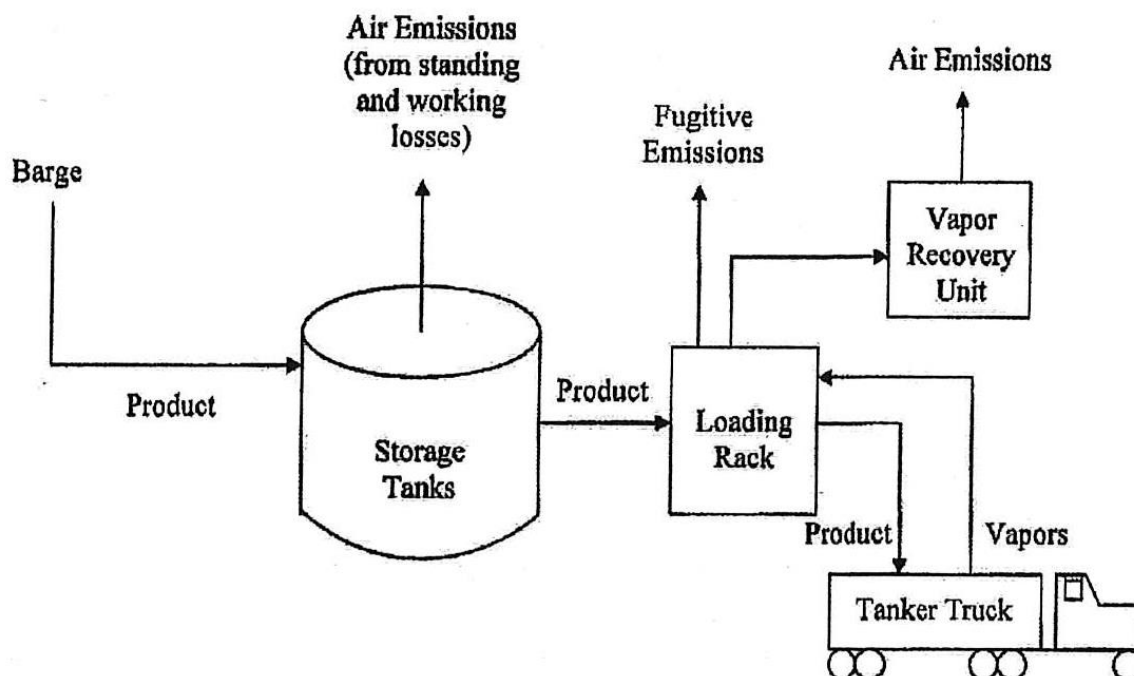 Air Emissions
(from standing
and working
losses)
Air Emissions
Fugitive
Emissions
Barge
Vapor
Recovery
Unit
Product
Product
Storage
Tanks
Loading
Rack
Product
Vapors
Tanker Truck